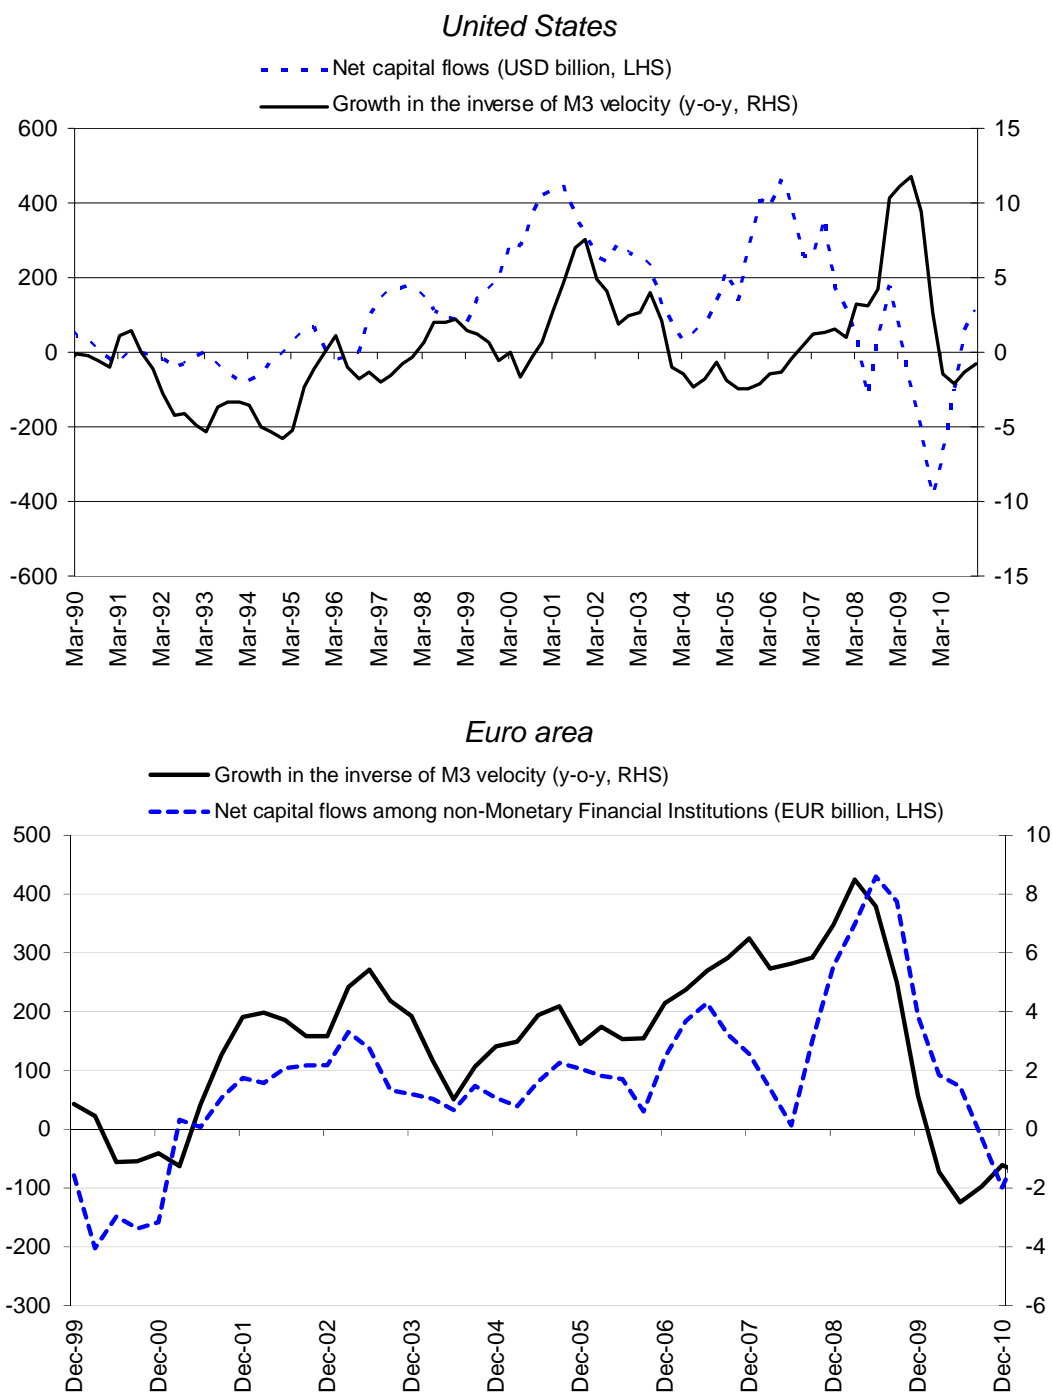 United States
Net capital flows (USD billion, LHS)
Growth in the inverse of M3 velocity (y-o-y, RHS)
600 15
400 10
200 5
0 0
-200 -5
-400 -10
-600 -15
Mar-90 Mar-91 Mar-92 Mar-93 Mar-94 Mar-95 Mar-96 Mar-97 Mar-98 Mar-99 Mar-00 Mar-01 Mar-02 Mar-03 Mar-04 Mar-05 Mar-06 Mar-07 Mar-08 Mar-09 Mar-10
Euro area
Growth in the inverse of M3 velocity (y-o-y, RHS)
Net capital flows among non-Monetary Financial Institutions (EUR billion, LHS)
500 10
400 8
300 6
200 4
100 2
0 0
-100 -2
-200 -4
-300 -6
Dec-99 Dec-00 Dec-01 Dec-02 Dec-03 Dec-04 Dec-05 Dec-06 Dec-07 Dec-08 Dec-09 Dec-10